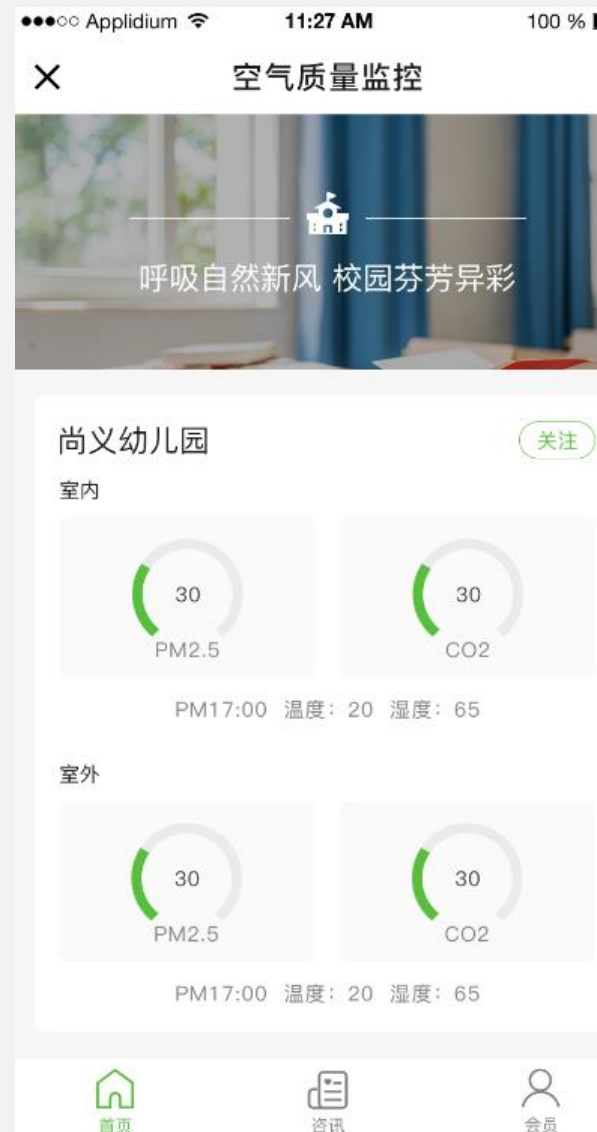 Applidium 11:27 AM 100 %
空气质量监控
呼吸自然新风 校园芬芳异彩
尚义幼儿园 关注
室内
30 30
PM2.5 CO2
PM17:00 温度：20 湿度：65
室外
30 30
PM2.5 CO2
PM17:00 温度：20 湿度：65
首页 咨讯 会员